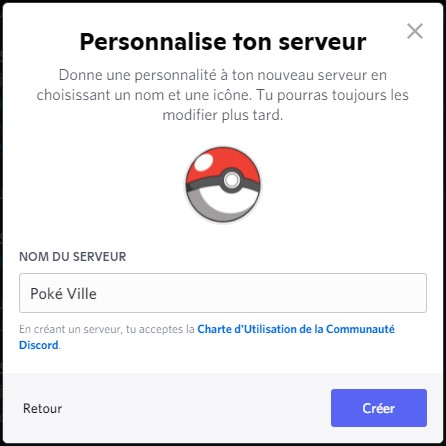 Personnalise ton serveur
Donne une personnalité à ton nouveau serveur en
choisissant un nom et une icône. Tu pourras toujours les
modifier plus tard.
NOM DU SERVEUR
Poké Ville
En créant un serveur, tu acceptes la Charte d'Utilisation de la Communauté
Discord.
Retour
Créer